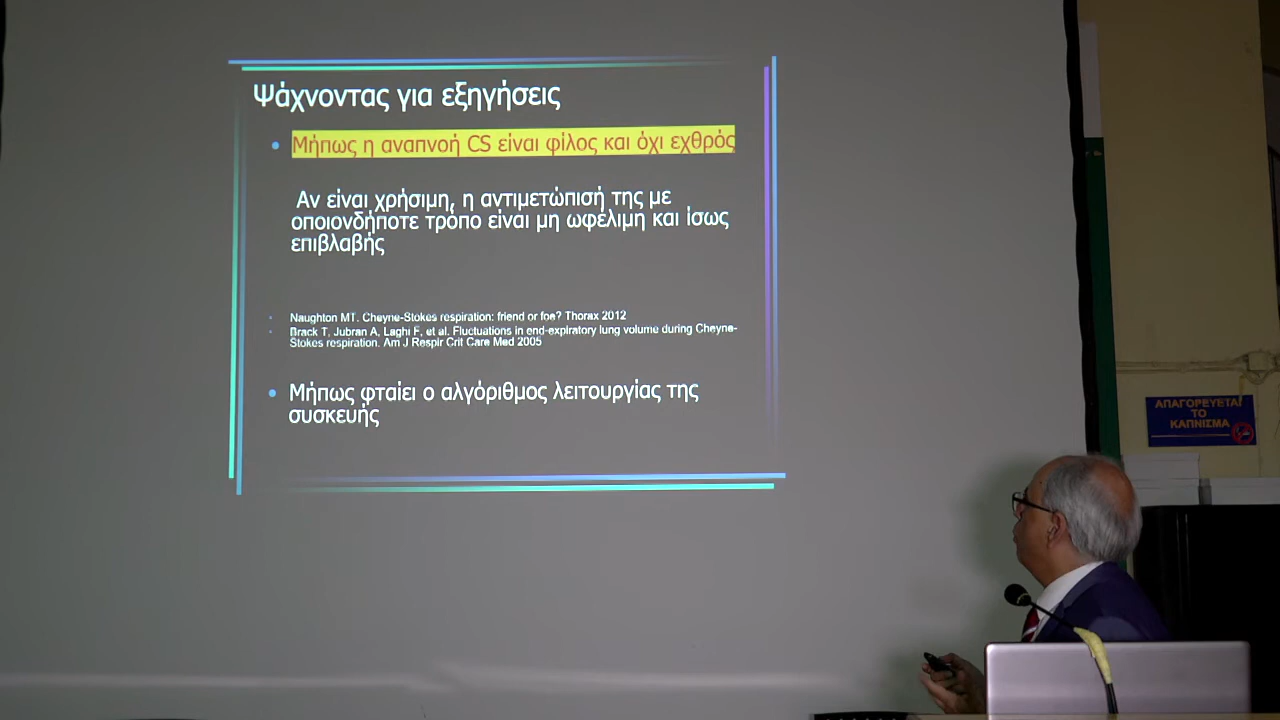 Ψάχνοντας για εξηγήσεις
Μήπως η αναπνοή CS είναι φίλος και όχι εχθρός
Αν είναι χρήσιμη, η αντιμετώπισή της με
οποιονδήποτε τρόπο είναι μη ωφέλιμη και ίσως
επιβλαβής
Naughton MT. Cheyne-Stokes respiration: friend or foe? Thorax 2012
Brack T, Jubran A, Laghi F, et al. Fluctuations in end-expiratory lung volume during Cheyne-
Stokes respiration. Am J Respir Crit Care Med 2005
Μήπως φταίει ο αλγόριθμος λειτουργίας της
συσκευής
ΑΠΑΓΟΡΕΥΕΤΑΙ
ΤΟ
ΚΑΠΝΙΣΜΑ